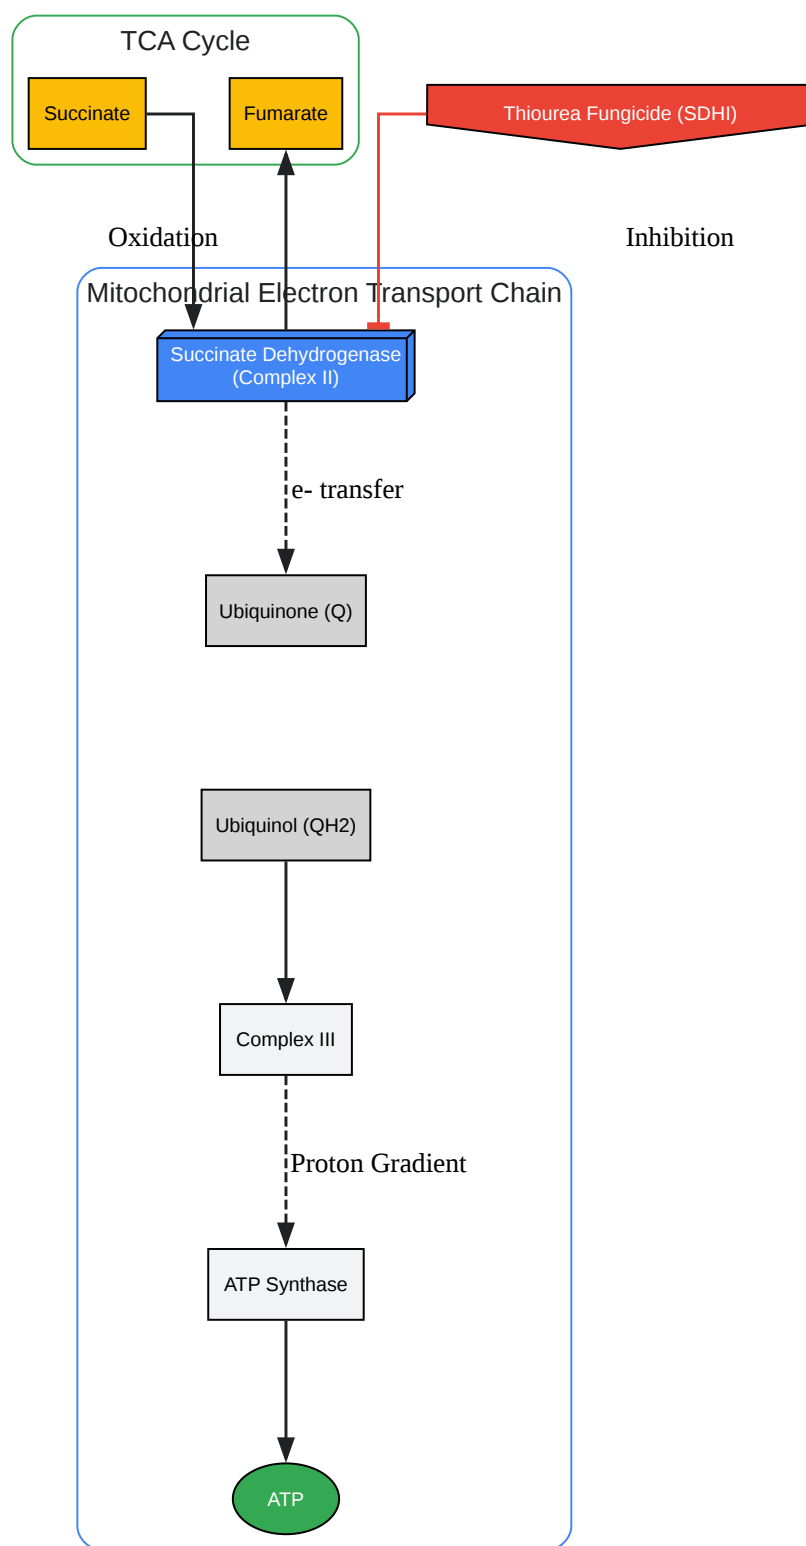 TCA Cycle
Succinate
Fumarate
Thiourea Fungicide (SDHI)
Oxidation
Inhibition
Mitochondrial Electron Transport Chain
Succinate Dehydrogenase
(Complex II)
e- transfer
Ubiquinone (Q)
Ubiquinol (QH2)
Complex III
Proton Gradient
ATP Synthase
ATP